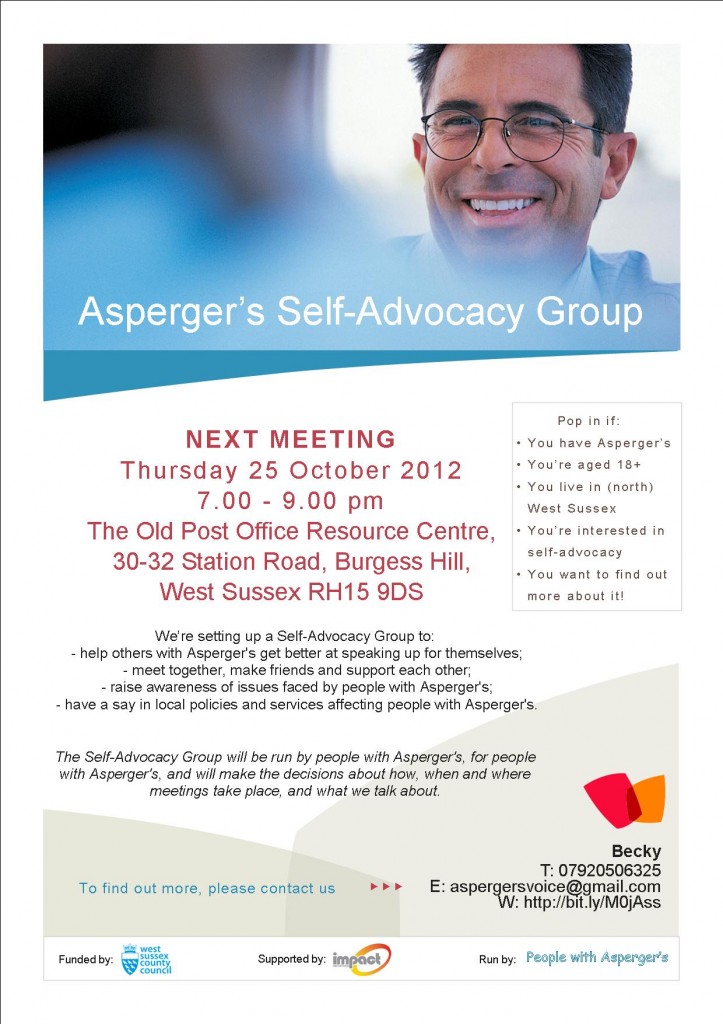 Asperger's Self-Advocacy Group
NEXT MEETING
Thursday 25 October 2012
7.00 - 9.00 pm
The Old Post Office Resource Centre,
30-32 Station Road, Burgess Hill,
West Sussex RH15 9DS
Pop in if:
• You have Asperger's
• You're aged 18+
• You live in (north)
West Sussex
• You're interested in
self-advocacy
• You want to find out
more about it!
We're setting up a Self-Advocacy Group to:
- help others with Asperger's get better at speaking up for themselves;
- meet together, make friends and support each other;
- raise awareness of issues faced by people with Asperger's;
- have a say in local policies and services affecting people with Asperger's.
The Self-Advocacy Group will be run by people with Asperger's, for people
with Asperger's, and will make the decisions about how, when and where
meetings take place, and what we talk about.
To find out more, please contact us
Becky
T: 07920506325
E: aspergersvoice@gmail.com
W: http://bit.ly/M0jAss
Funded by:
west
sussex
county
council
Supported by:
impact
Run by:
People with Asperger's